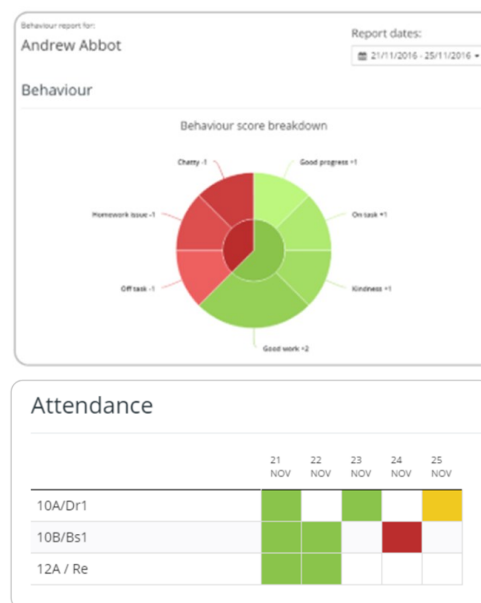 Behaviour report for:
Andrew Abbot
Report dates:
21/11/2016 - 25/11/2016
Behaviour
Behaviour score breakdown
Chatty -1
Good progress +1
Homework issue -1
On task +1
Off task -1
Kindness +1
Good work +2
Attendance
21 22 23 24 25
NOV NOV NOV NOV NOV
10A/Dr1
10B/Bs1
12A / Re